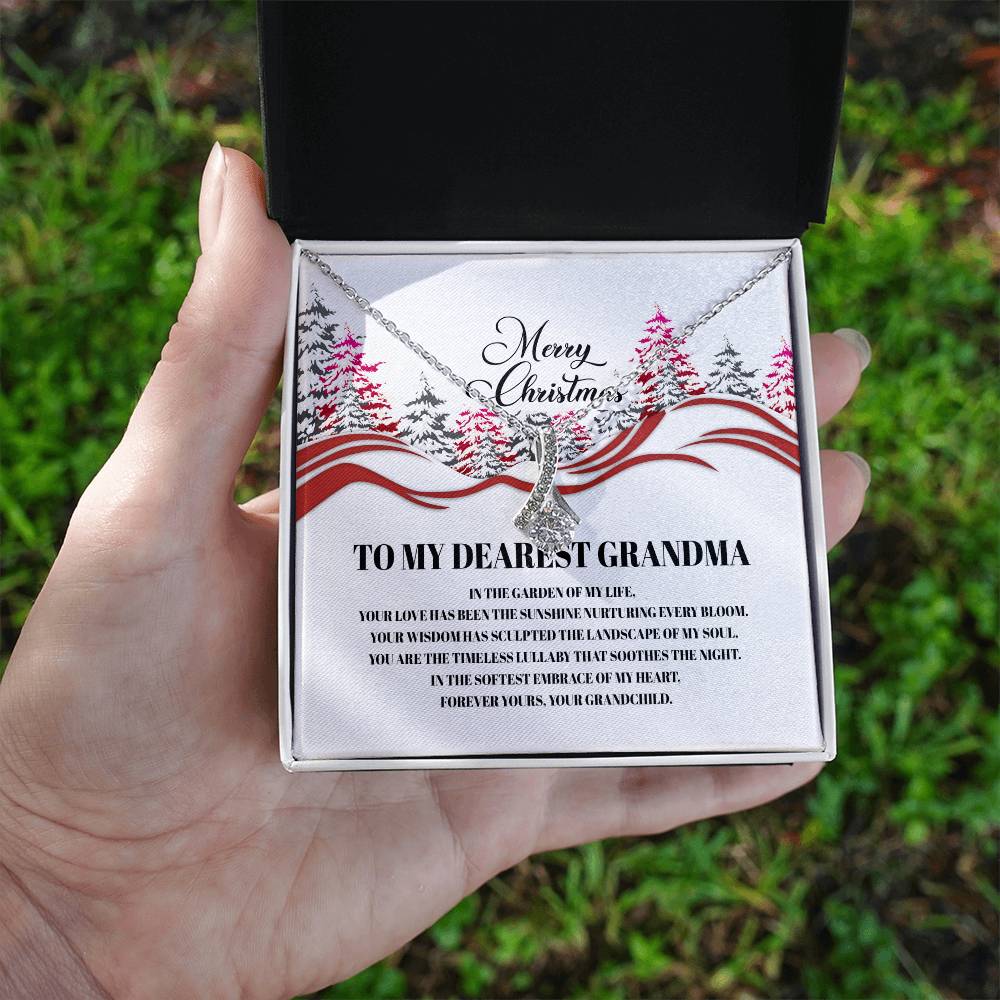 Merry
Christmas
TO MY DEAREST GRANDMA
IN THE GARDEN OF MY LIFE,
YOUR LOVE HAS BEEN THE SUNSHINE NURTURING EVERY BLOOM.
YOUR WISDOM HAS SCULPTED THE LANDSCAPE OF MY SOUL.
YOU ARE THE TIMELESS LULLABY THAT SOOTHES THE NIGHT.
IN THE SOFTEST EMBRACE OF MY HEART,
FOREVER YOURS, YOUR GRANDCHILD.